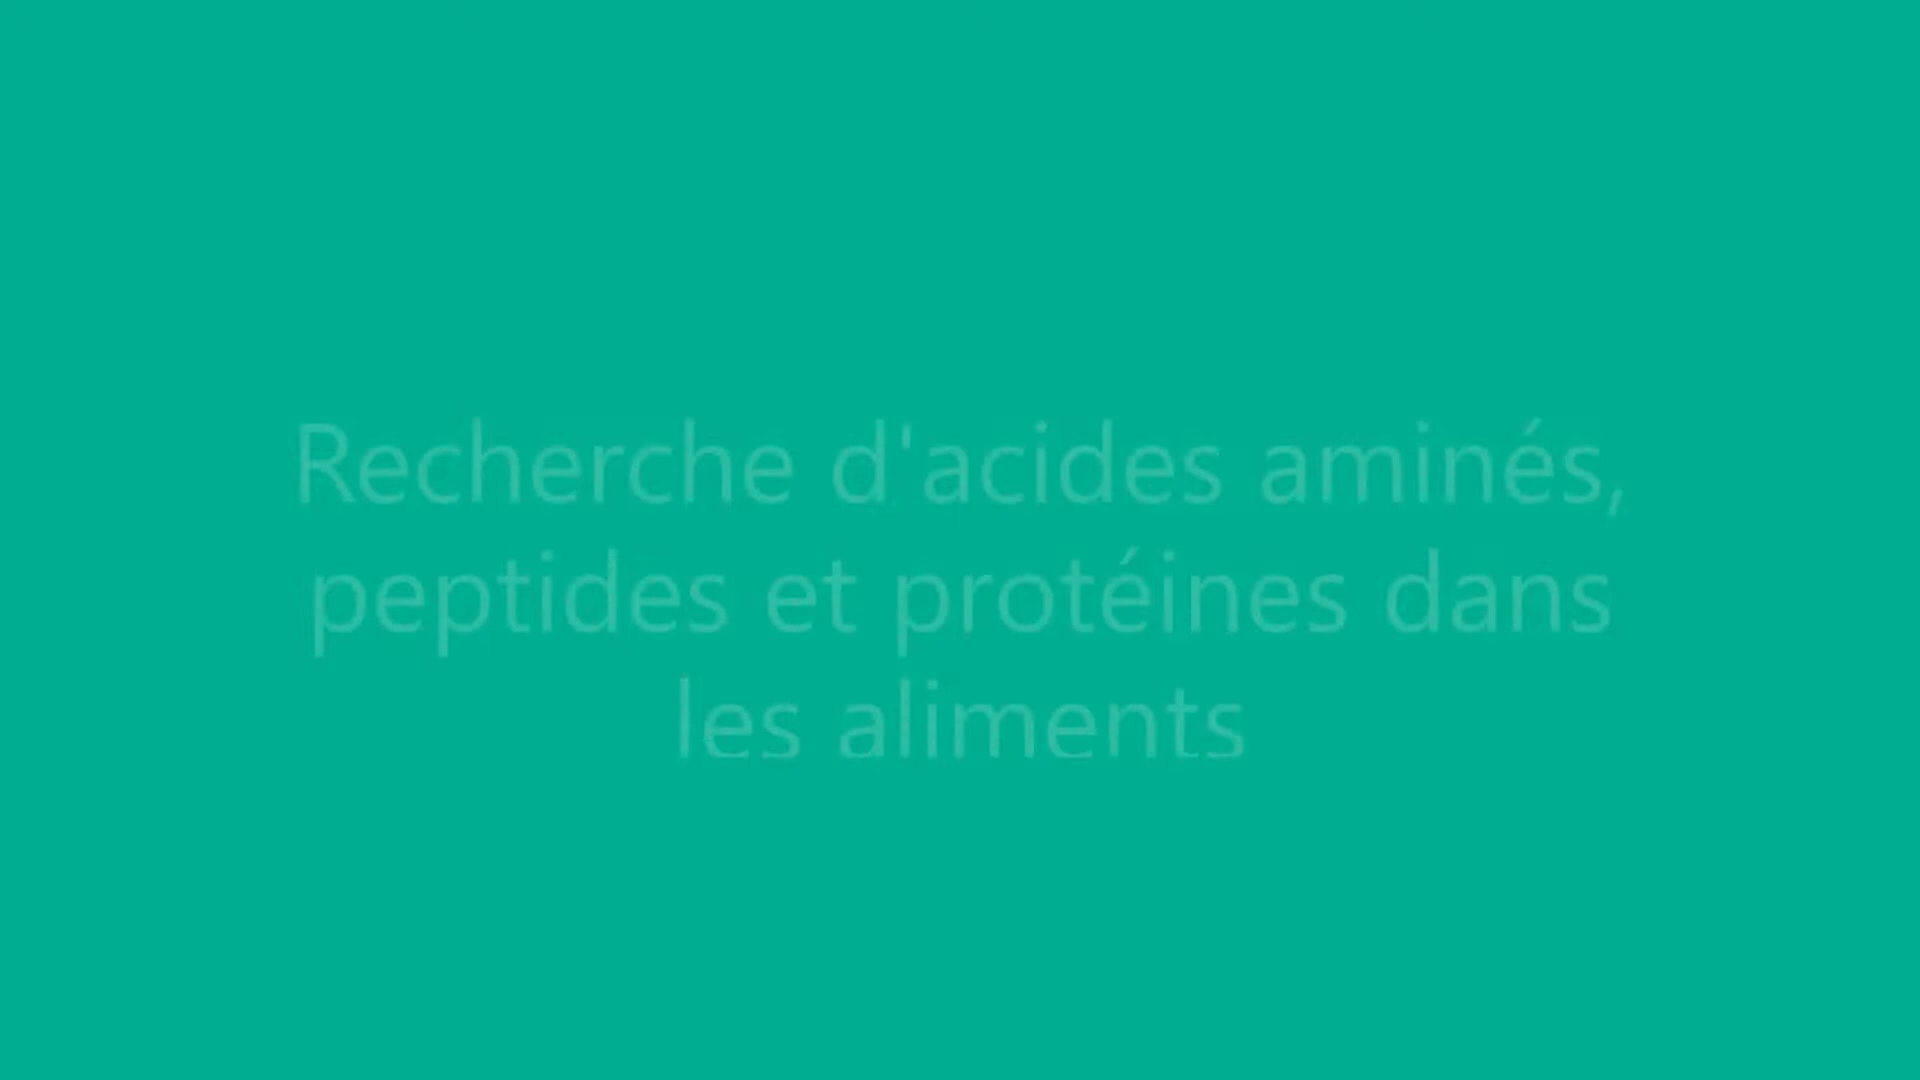 Recherche d'acides aminés,
peptides et protéines dans
les aliments